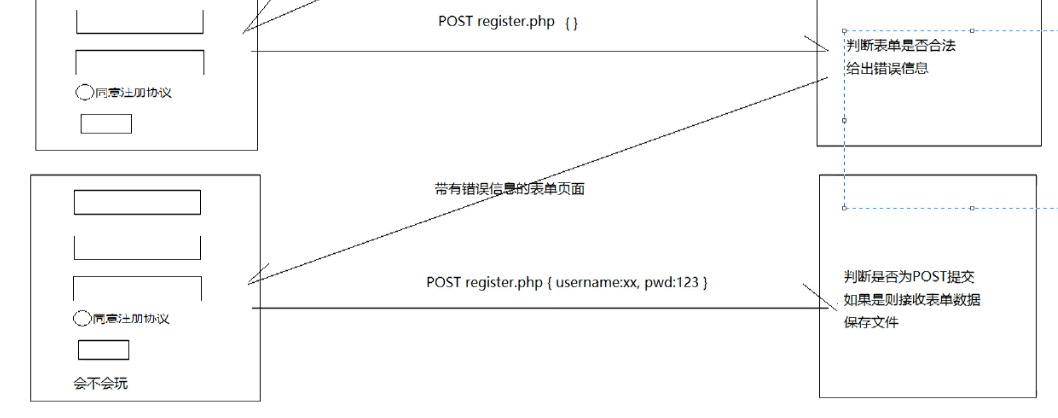 POST register.php { }
判断表单是否合法
给出错误信息
同意注册协议
带有错误信息的表单页面
POST register.php { username:xx, pwd:123 }
判断是否为POST提交
如果是则接收表单数据
保存文件
同意注册协议
会不会玩